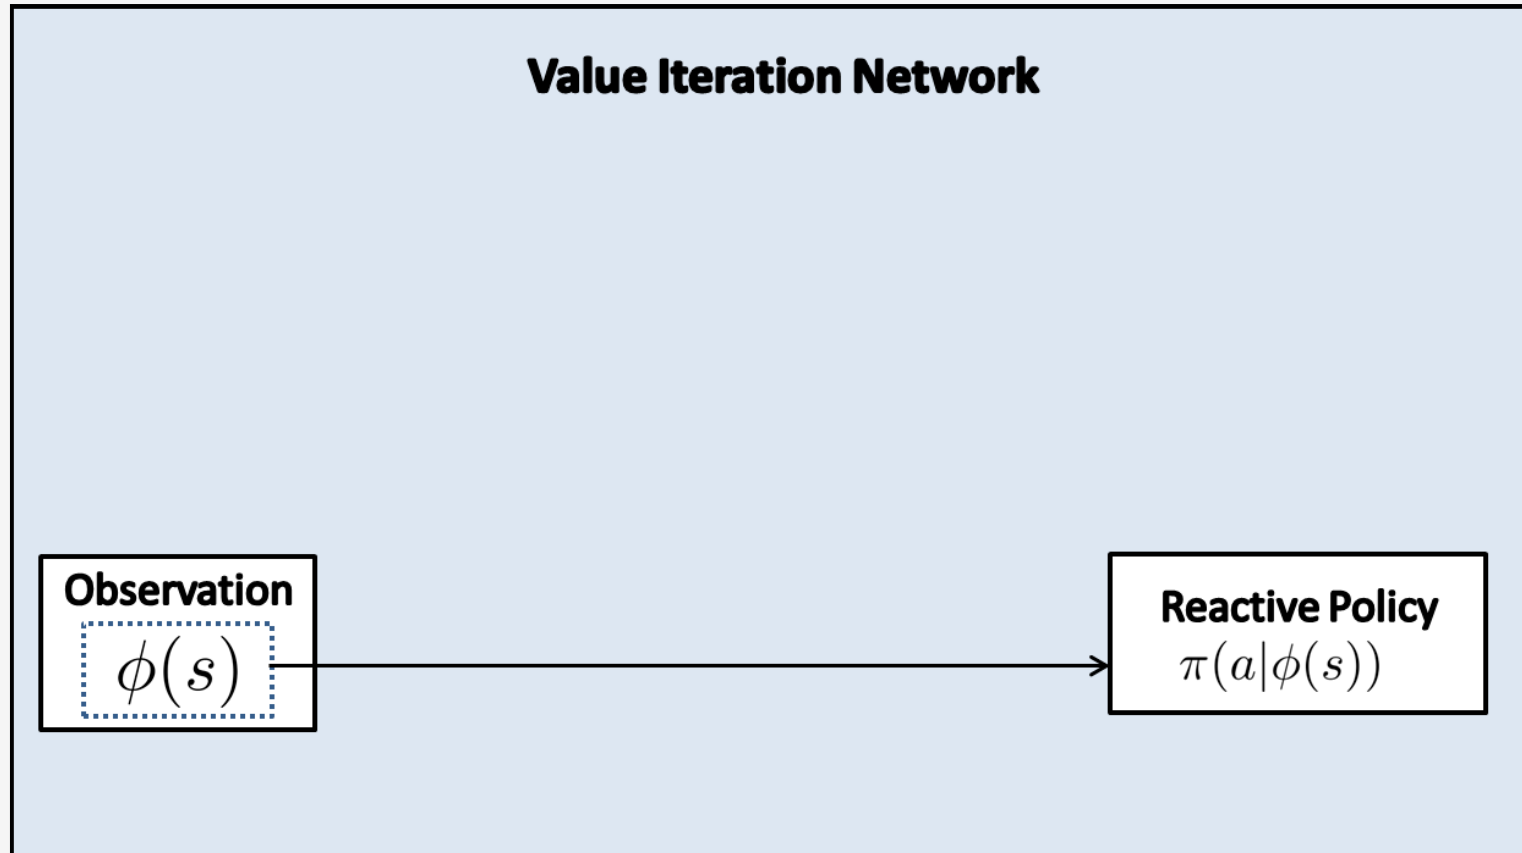 Value Iteration Network
Observation
ϕ(s)
Reactive Policy
π(a|ϕ(s))